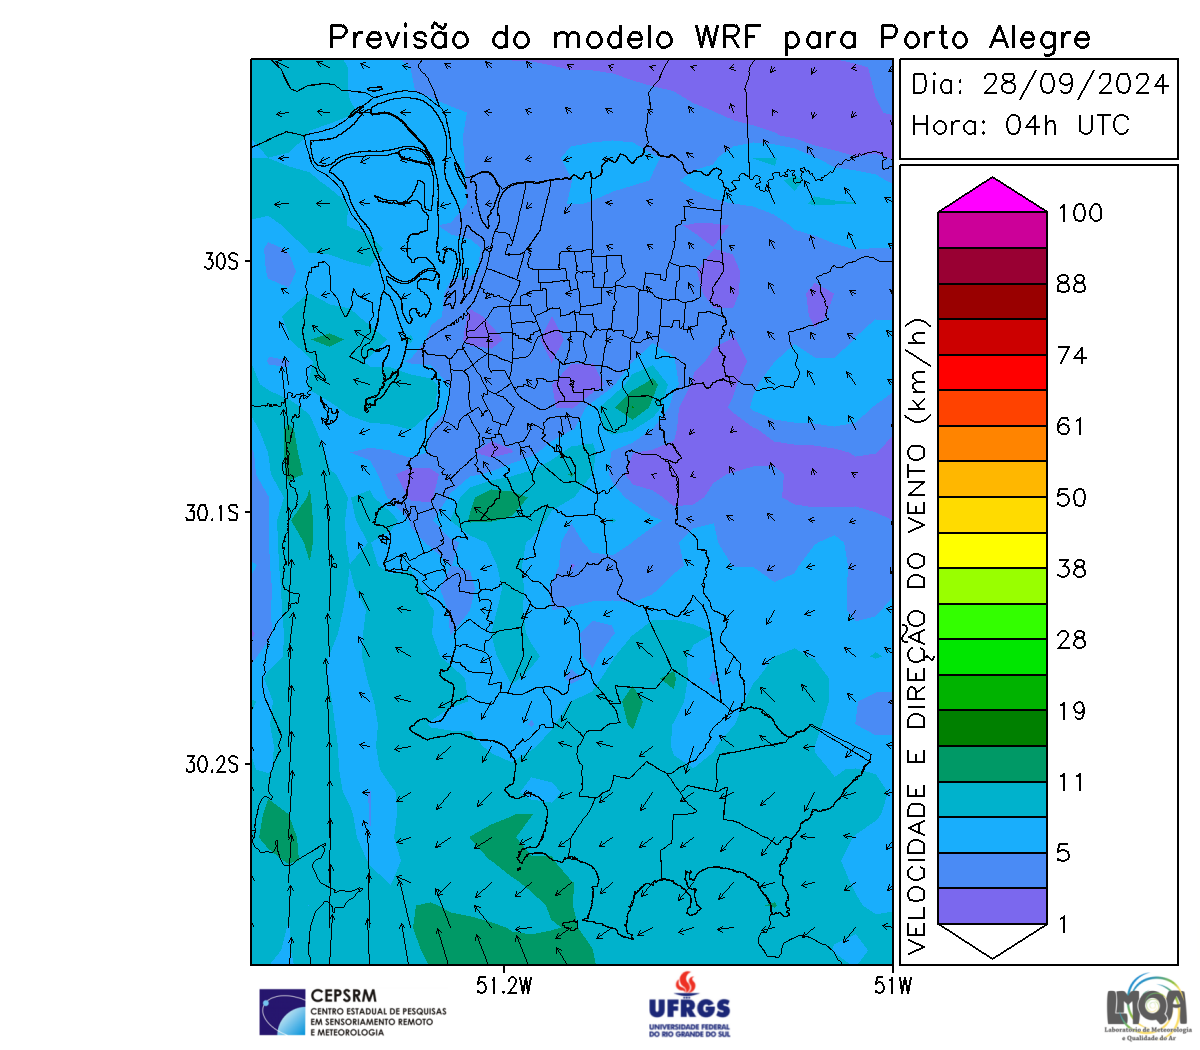 Previsão do modelo WRF para Porto Alegre
Dia: 28/09/2024
Hora: 04h UTC
VELOCIDADE E DIREÇÃO DO VENTO (km/h)
100
88
74
61
50
38
28
19
11
5
1
30S
30.1S
30.2S
51.2W
51W
CEPSRM
CENTRO ESTADUAL DE PESQUISAS
EM SENSORIAMENTO REMOTO
E METEOROLOGIA
UFRGS
UNIVERSIDADE FEDERAL
DO RIO GRANDE DO SUL
LMQA
Laboratório de Meteorologia
e Qualidade do Ar